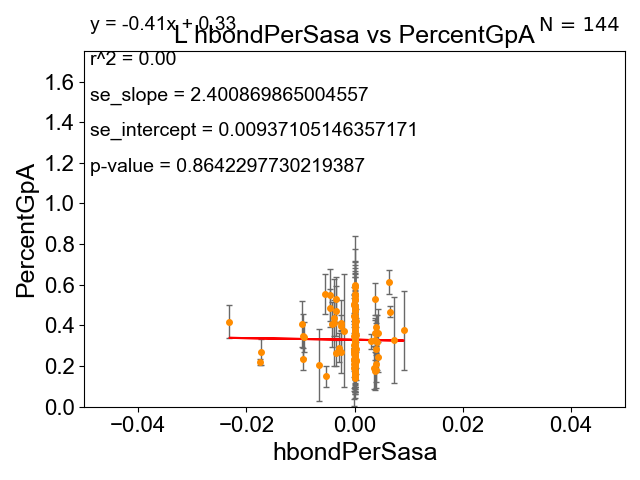 y = -0.41x + 0.33
N = 144
L hbondPerSasa vs PercentGpA
r^2 = 0.00
se_slope = 2.400869865004557
se_intercept = 0.00937105146357171
p-value = 0.8642297730219387
PercentGpA
1.6
1.4
1.2
1.0
0.8
0.6
0.4
0.2
0.0
−0.04 −0.02 0.00 0.02 0.04
hbondPerSasa